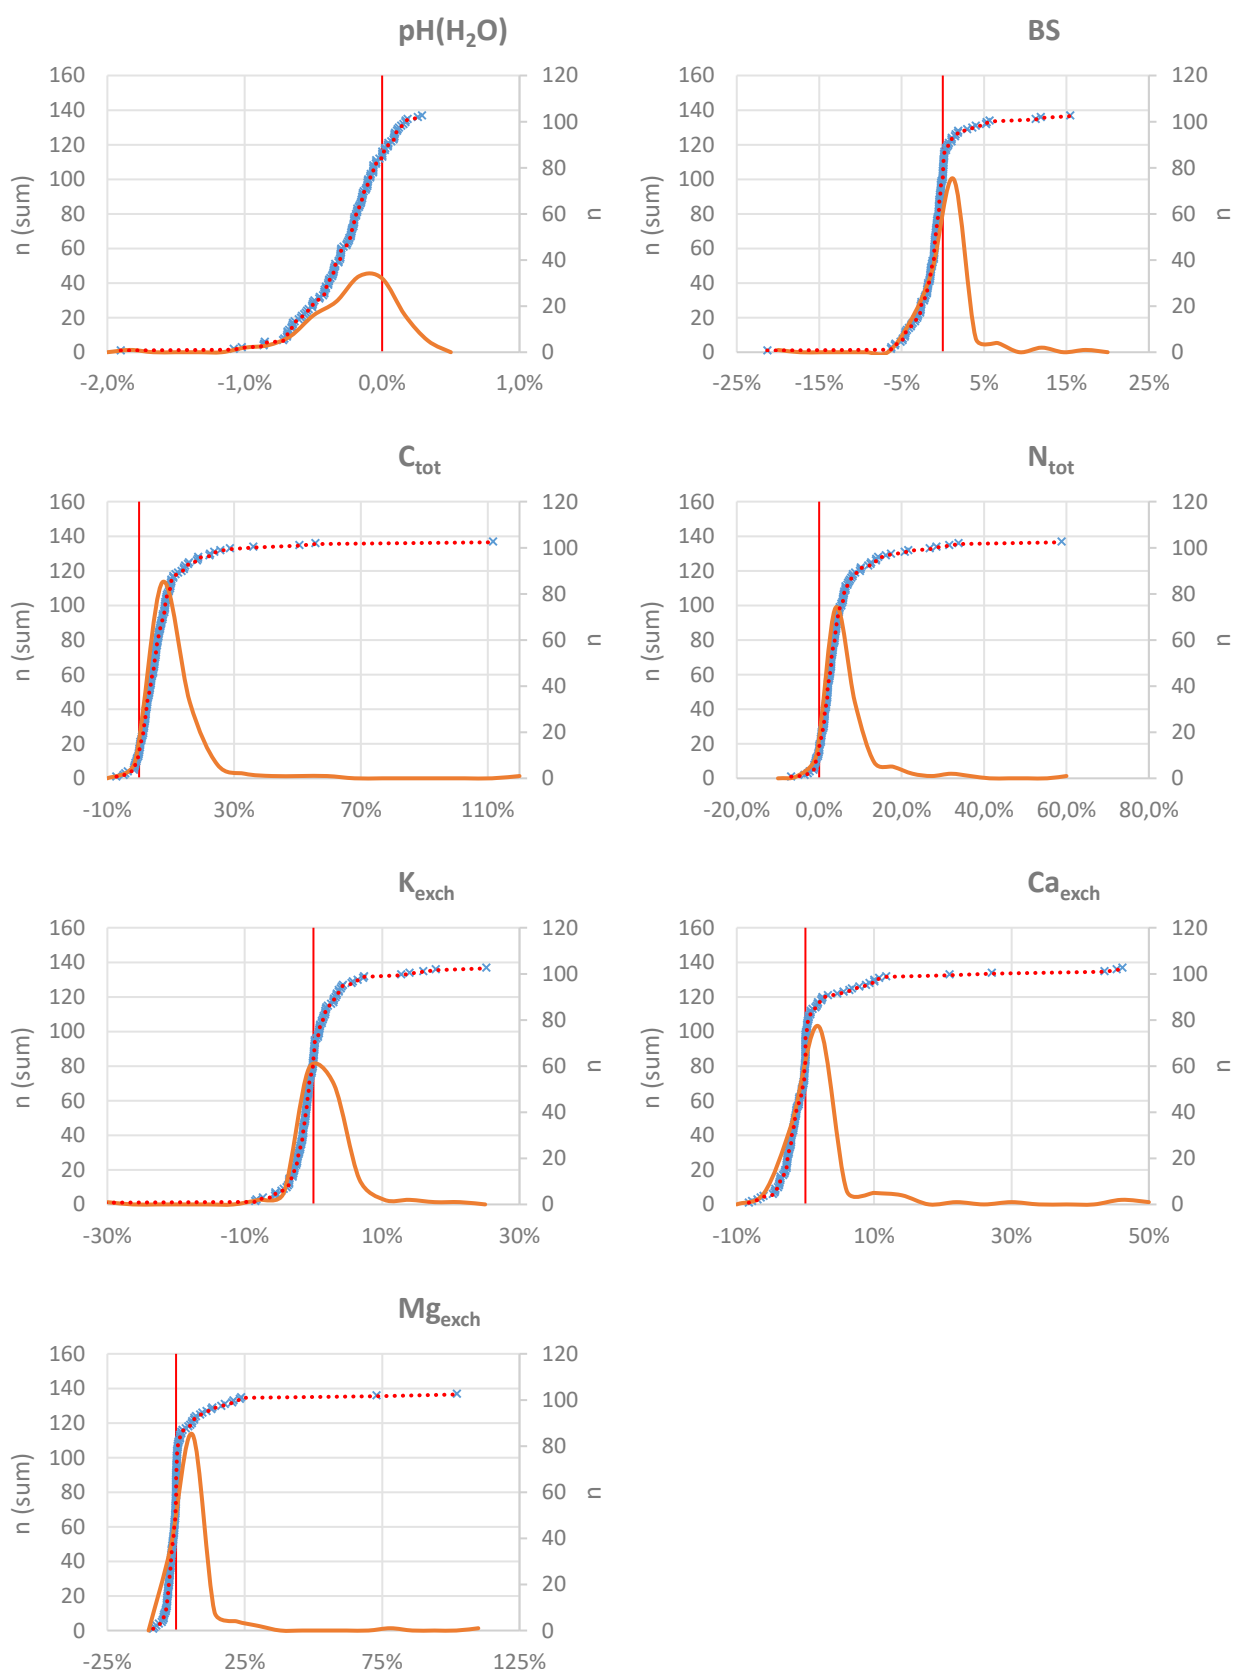 pH(H₂O)
160 140 120 100 80 60 40 20 0
n (sum)
120 100 80 60 40 20 0
n
-2,0% -1,0% 0,0% 1,0%
BS
160 140 120 100 80 60 40 20 0
n (sum)
120 100 80 60 40 20 0
n
-25% -15% -5% 5% 15% 25%
C tot
160 140 120 100 80 60 40 20 0
n (sum)
120 100 80 60 40 20 0
n
-10% 30% 70% 110%
N tot
160 140 120 100 80 60 40 20 0
n (sum)
120 100 80 60 40 20 0
n
-20,0% 0,0% 20,0% 40,0% 60,0% 80,0%
K exch
160 140 120 100 80 60 40 20 0
n (sum)
120 100 80 60 40 20 0
n
-30% -10% 10% 30%
Ca exch
160 140 120 100 80 60 40 20 0
n (sum)
120 100 80 60 40 20 0
n
-10% 10% 30% 50%
Mg exch
160 140 120 100 80 60 40 20 0
n (sum)
120 100 80 60 40 20 0
n
-25% 25% 75% 125%